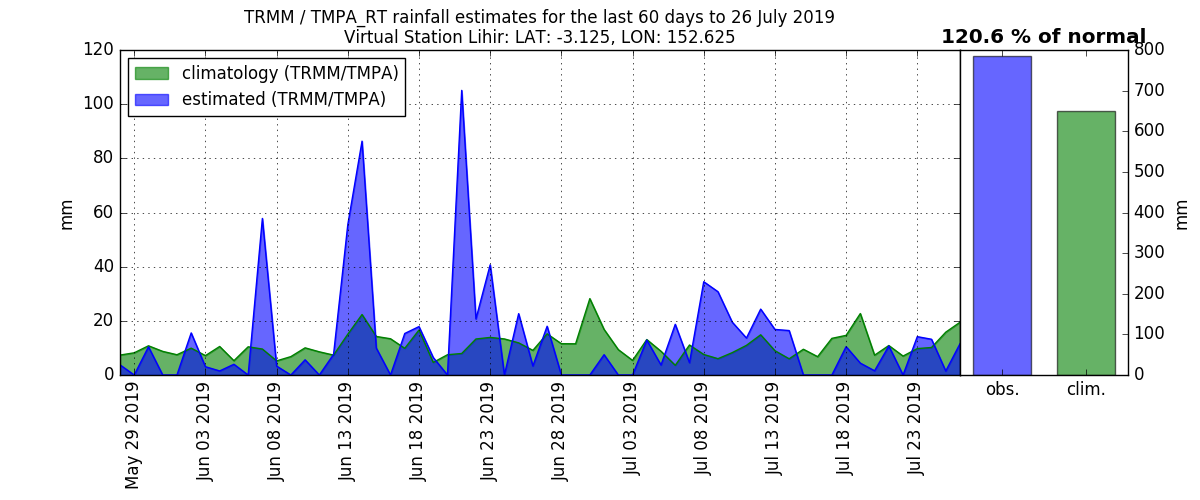 TRMM / TMPA_RT rainfall estimates for the last 60 days to 26 July 2019
Virtual Station Lihir: LAT: -3.125, LON: 152.625
120.6 % of normal
climatology (TRMM/TMPA)
estimated (TRMM/TMPA)
mm
120
100
80
60
40
20
0
May 29 2019
Jun 03 2019
Jun 08 2019
Jun 13 2019
Jun 18 2019
Jun 23 2019
Jun 28 2019
Jul 03 2019
Jul 08 2019
Jul 13 2019
Jul 18 2019
Jul 23 2019
800
700
600
500
400
300
200
100
0
mm
obs.
clim.